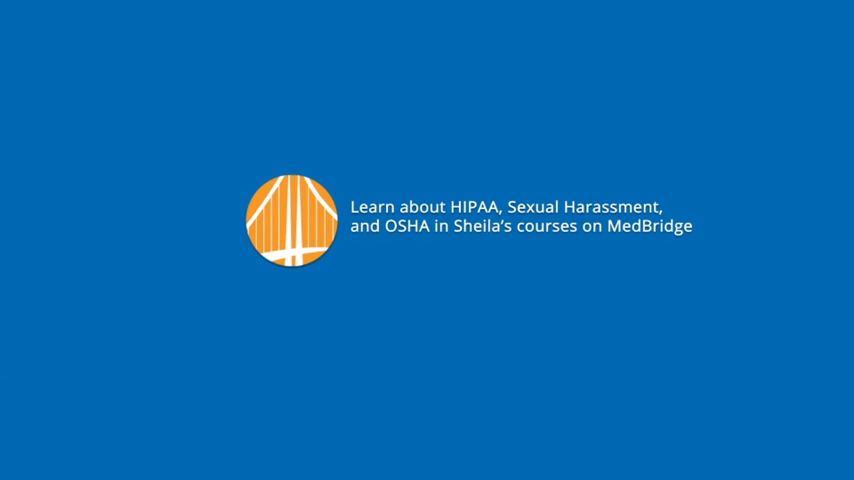 Learn about HIPAA, Sexual Harassment,
and OSHA in Sheila’s courses on MedBridge